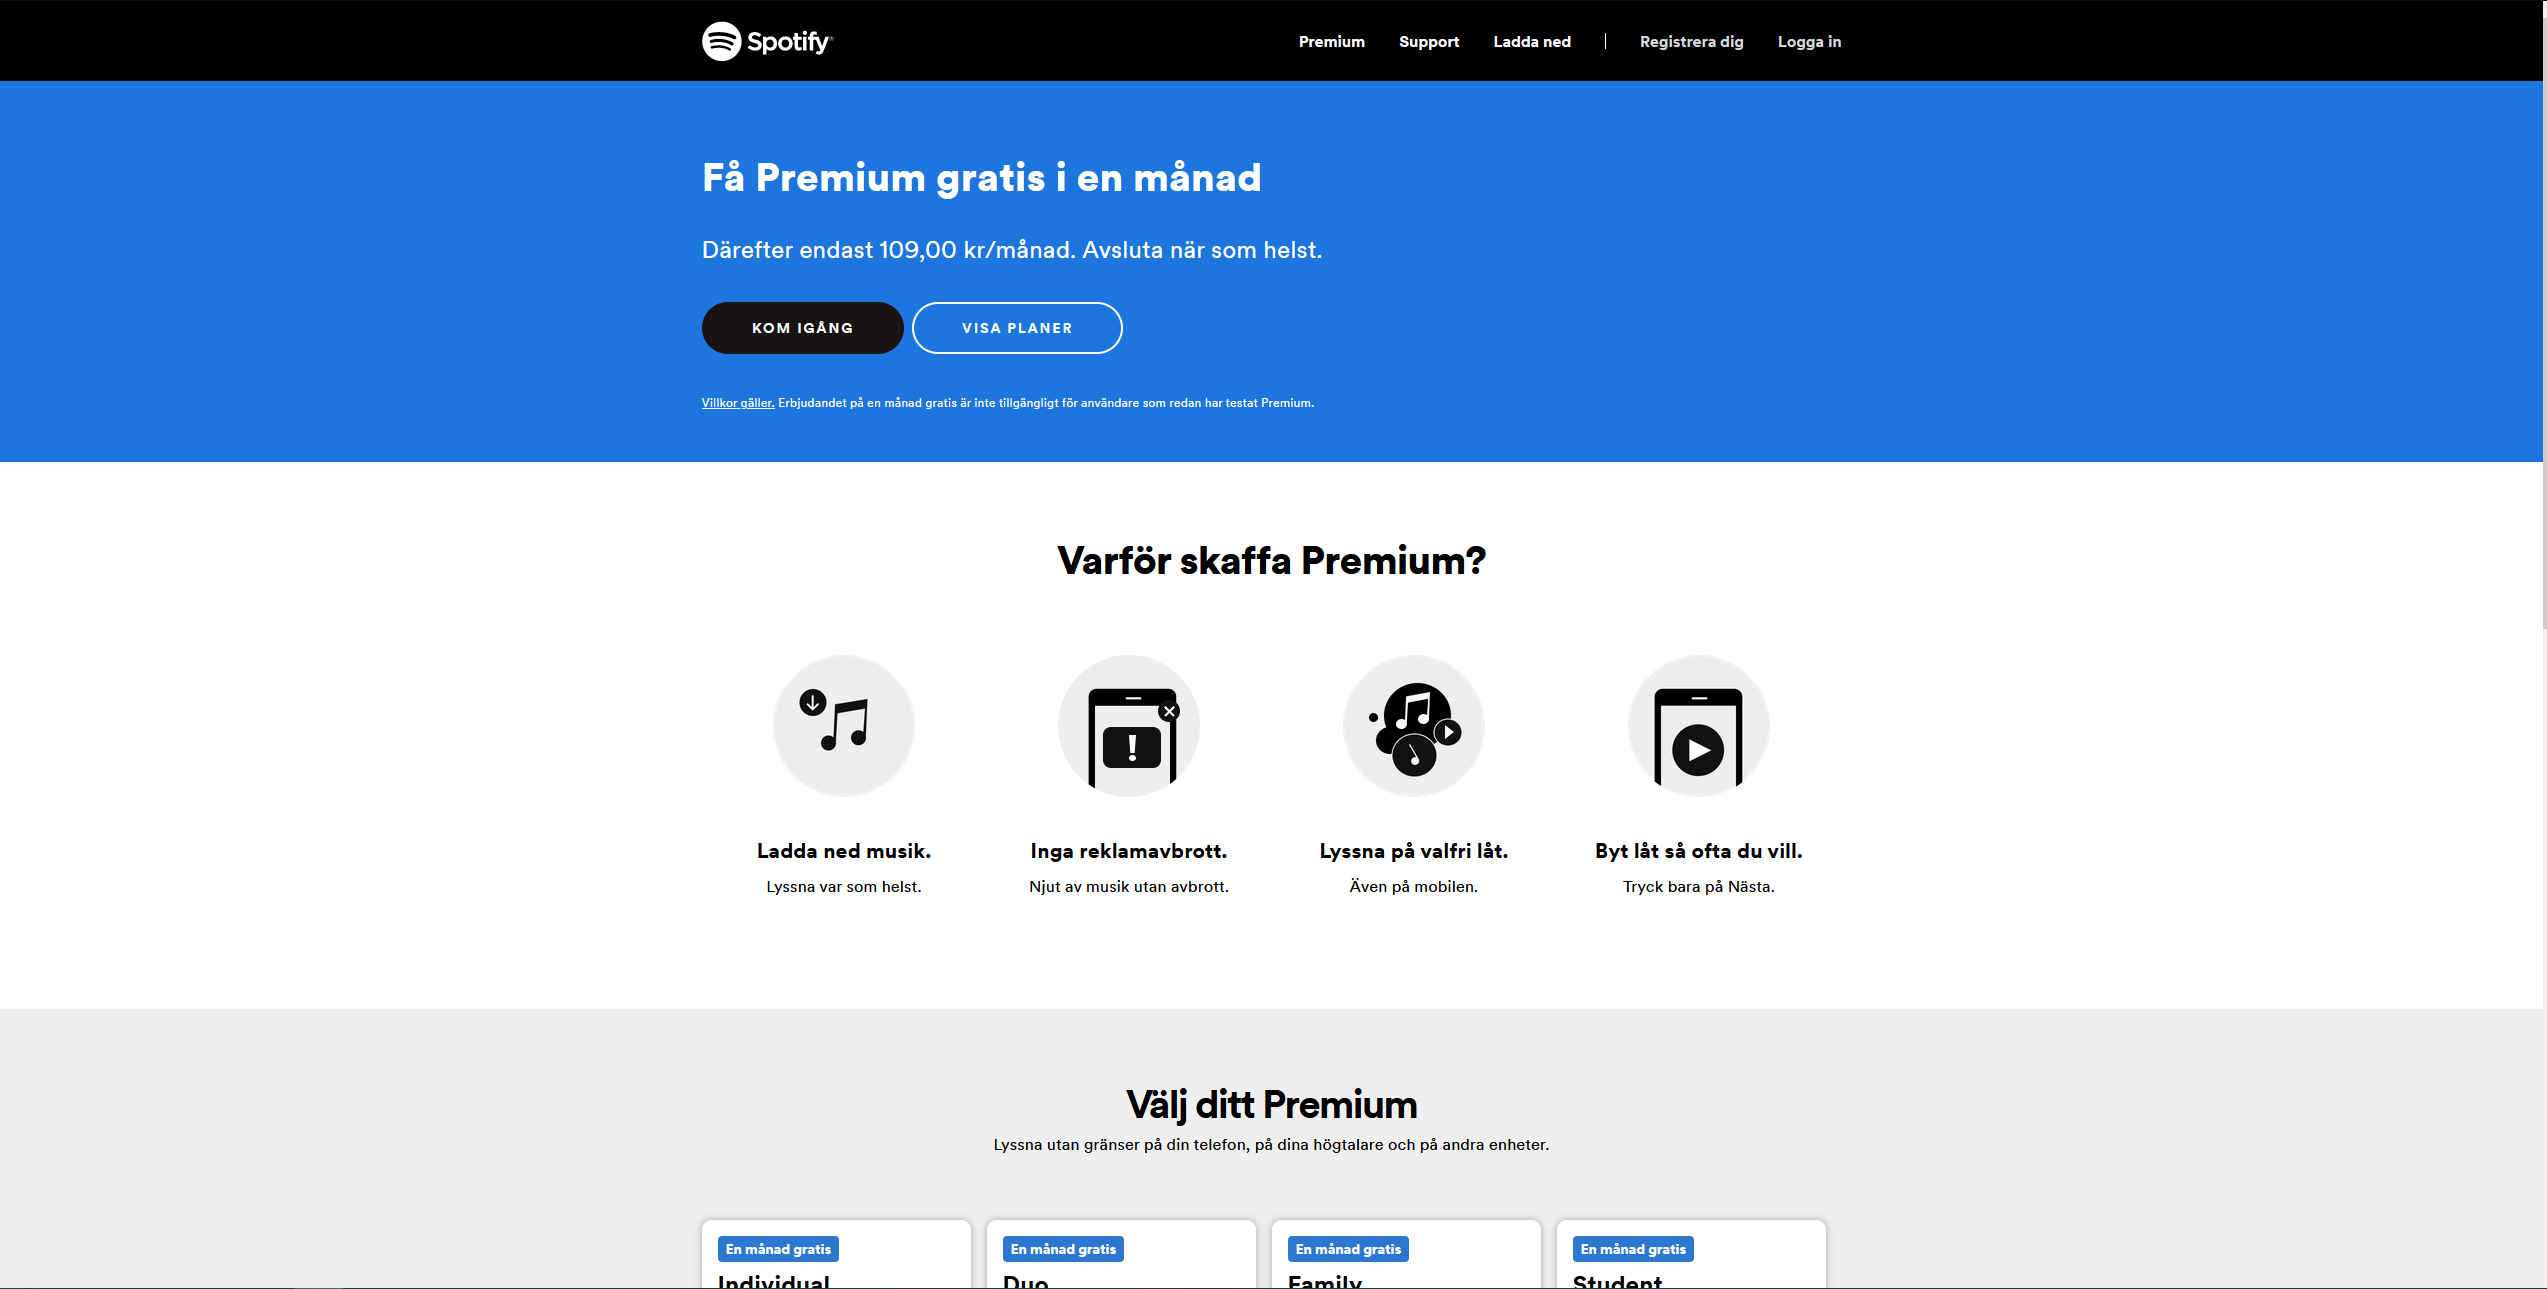 Spotify
Premium Support Ladda ned Registrera dig Logga in
Få Premium gratis i en månad
Därefter endast 109,00 kr/månad. Avsluta när som helst.
KOM IGÅNG VISA PLANER
Villkor gäller. Erbjudandet på en månad gratis är inte tillgängligt för användare som redan har testat Premium.
Varför skaffa Premium?
Ladda ned musik.
Lyssna var som helst.
Inga reklamavbrott.
Njut av musik utan avbrott.
Lyssna på valfri låt.
Även på mobilen.
Byt låt så ofta du vill.
Tryck bara på Nästa.
Välj ditt Premium
Lyssna utan gränser på din telefon, på dina högtalare och på andra enheter.
En månad gratis
Individual
En månad gratis
Duo
En månad gratis
Family
En månad gratis
Student